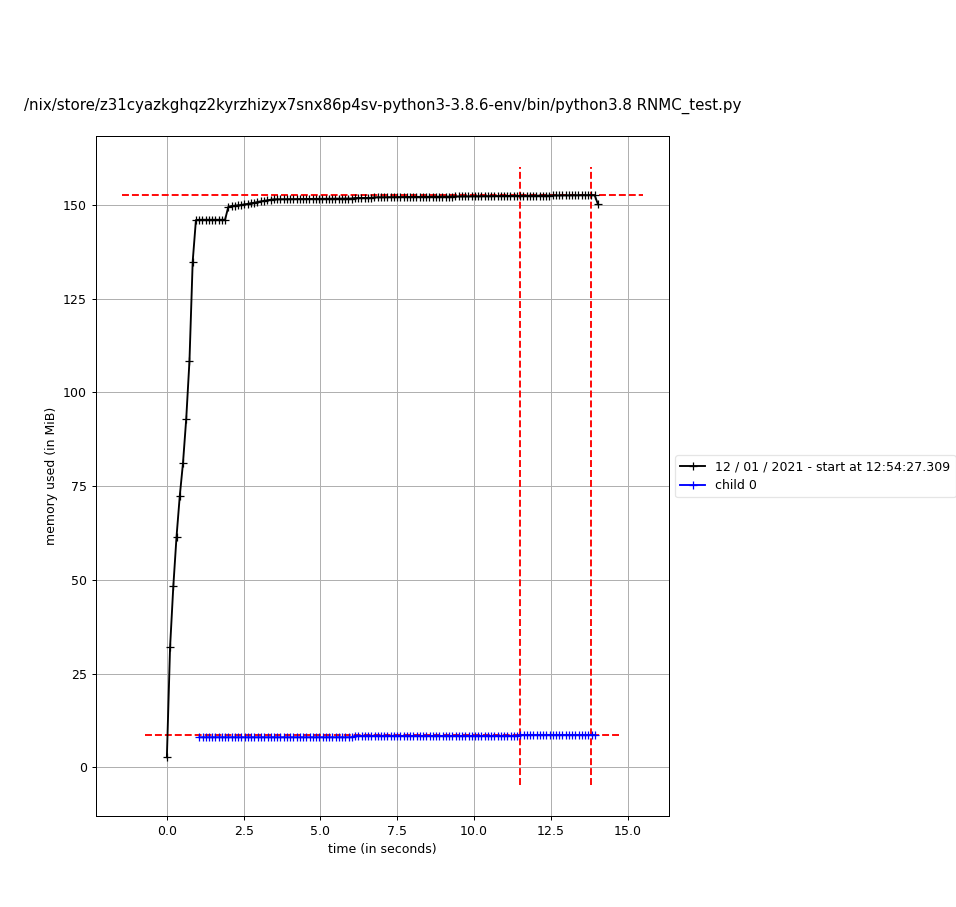 /nix/store/z31cyazkghqz2kyrzhizyx7snx86p4sv-python3-3.8.6-env/bin/python3.8 RNMC_test.py
150
125
100
75
50
25
0
memory used (in MiB)
0.0 2.5 5.0 7.5 10.0 12.5 15.0
time (in seconds)
12 / 01 / 2021 - start at 12:54:27.309
child 0